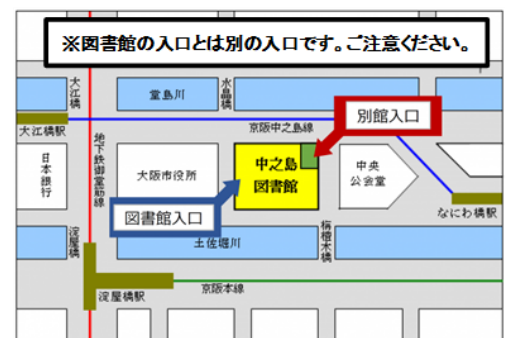 ※図書館の入口とは別の入口です。ご注意ください。
大江橋
堂島川
水晶橋
別館入口
大江橋駅
京阪中之島線
地下鉄御堂筋線
日本銀行
大阪市役所
中之島
図書館
中央
公会堂
図書館入口
なにわ橋駅
淀屋橋
土佐堀川
栴檀木橋
京阪本線
淀屋橋駅